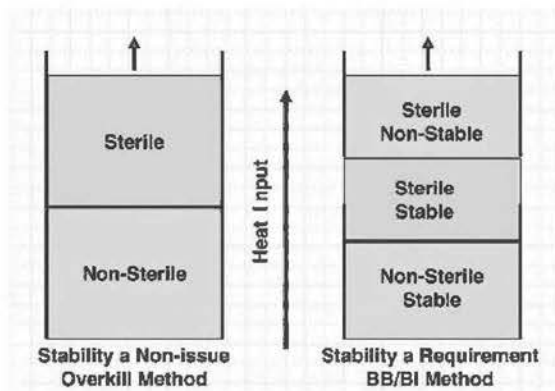 Sterile
Non-Sterile
Stability a Non-issue
Overkill Method
Heat Input
Sterile
Non-Stable
Sterile
Stable
Non-Sterile
Stable
Stability a Requirement
BB/BI Method